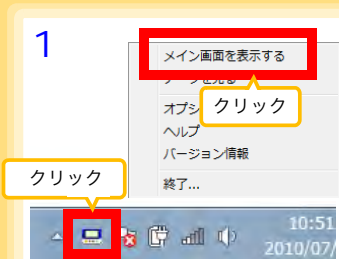 1
メイン画面を表示する
クリック
オプシ
ヘルプ
バージョン情報
クリック
終了...
10:51
2010/07/